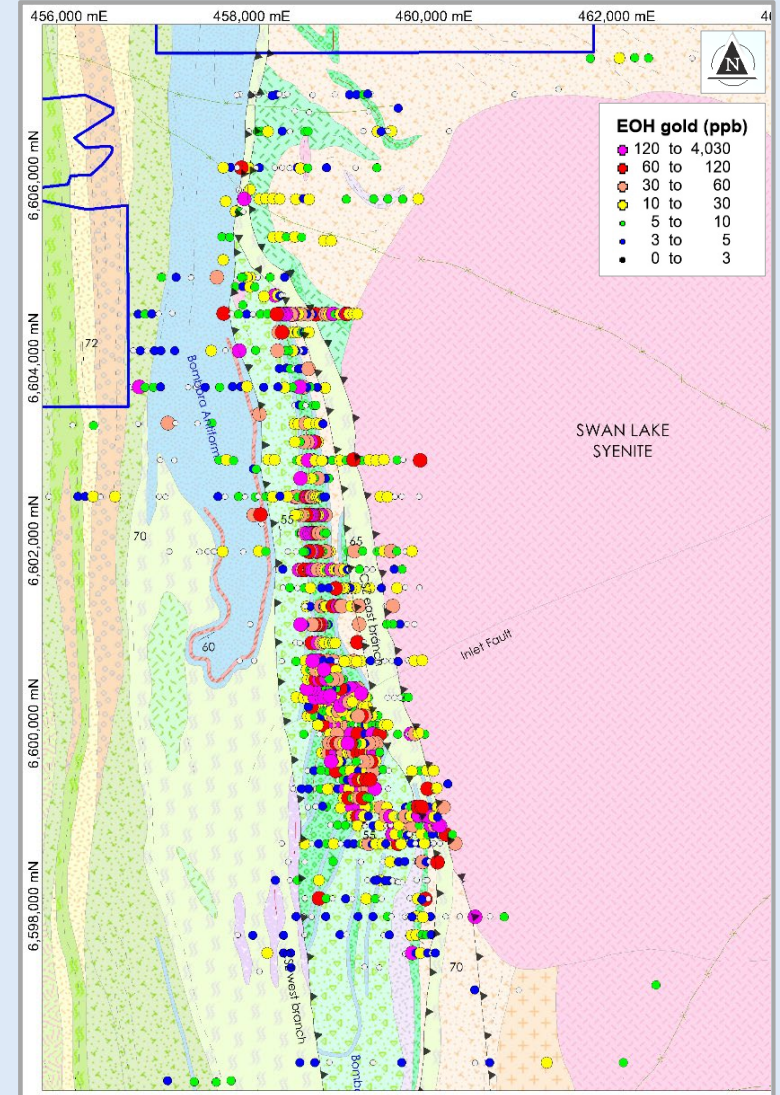 456,000 mE
458,000 mE
460,000 mE
462,000 mE
N
EOH gold (ppb)
120 to 4,030
60 to 120
30 to 60
10 to 30
5 to 10
3 to 5
0 to 3
6,606,000 mN
6,604,000 mN
6,602,000 mN
6,600,000 mN
6,598,000 mN
72
Bombora Antiform
SWAN LAKE
SYENITE
55
70
65
east branch
60
Inlet Fault
55
70
west branch